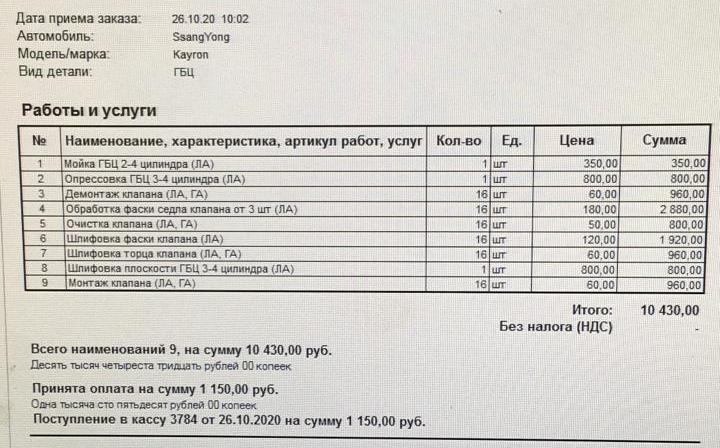 Дата приема заказа: 26.10.20 10:02
Автомобиль: SsangYong
Модель/марка: Kayron
Вид детали: ГБЦ
Работы и услуги
№ Наименование, характеристика, артикул работ, услуг Кол-во Ед. Цена Сумма
1 Мойка ГБЦ 2-4 цилиндра (ЛА) 1 шт 350,00 350,00
2 Опрессовка ГБЦ 3-4 цилиндра (ЛА) 1 шт 800,00 800,00
3 Демонтаж клапана (ЛА, ГА) 16 шт 60,00 960,00
4 Обработка фаски седла клапана от 3 шт (ЛА) 16 шт 180,00 2 880,00
5 Очистка клапана (ЛА, ГА) 16 шт 50,00 800,00
6 Шлифовка фаски клапана (ЛА) 16 шт 120,00 1 920,00
7 Шлифовка торца клапана (ЛА, ГА) 16 шт 60,00 960,00
8 Шлифовка плоскости ГБЦ 3-4 цилиндра (ЛА) 1 шт 800,00 800,00
9 Монтаж клапана (ЛА, ГА) 16 шт 60,00 960,00
Итого: 10 430,00
Без налога (НДС) -
Всего наименований 9, на сумму 10 430,00 руб.
Десять тысяч четыреста тридцать рублей 00 копеек
Принята оплата на сумму 1 150,00 руб.
Одна тысяча сто пятьдесят рублей 00 копеек
Поступление в кассу 3784 от 26.10.2020 на сумму 1 150,00 руб.